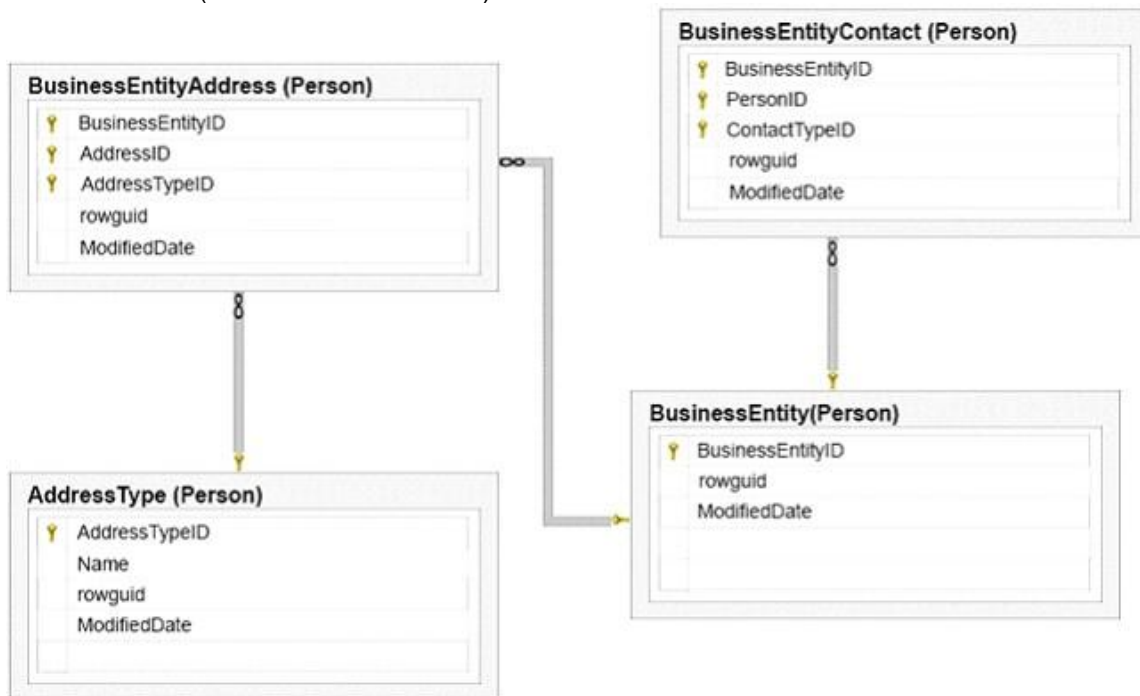 BusinessEntityContact (Person)
BusinessEntityID
PersonID
ContactTypeID
rowguid
ModifiedDate
BusinessEntityAddress (Person)
BusinessEntityID
AddressID
AddressTypeID
rowguid
ModifiedDate
BusinessEntity(Person)
BusinessEntityID
rowguid
ModifiedDate
AddressType (Person)
AddressTypeID
Name
rowguid
ModifiedDate